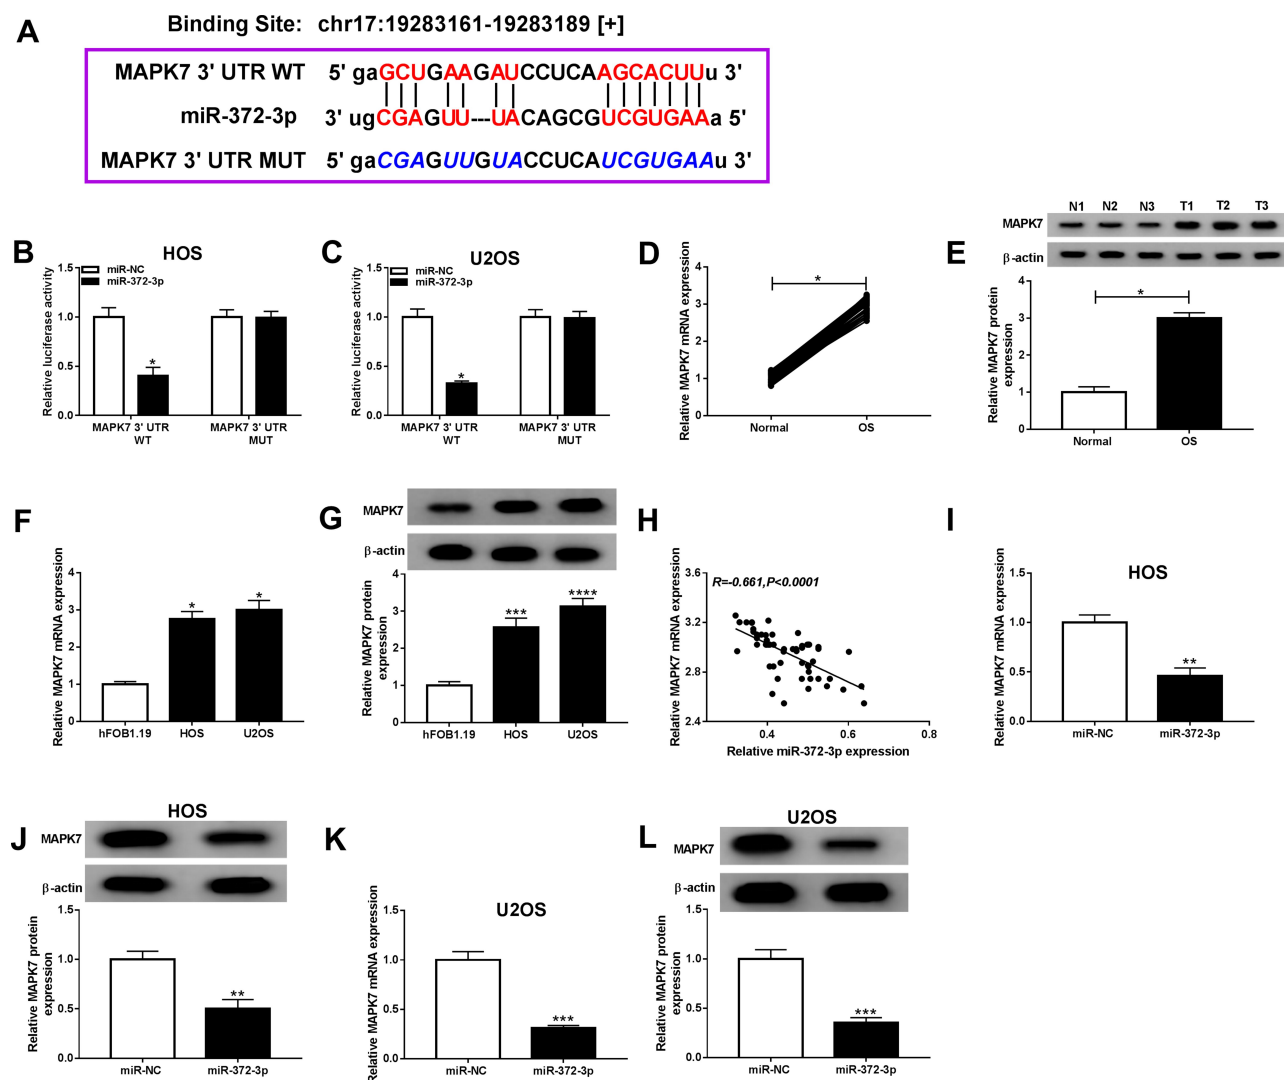 A
Binding Site: chr17:19283161-19283189 [+]
MAPK7 3' UTR WT 5' gaGCUGAAGAUCCUCAAGCACUUu 3'
miR-372-3p 3' ugCGAGUU---UACAGCGUCGUGAAa 5'
MAPK7 3' UTR MUT 5' gaCGAGUUGUACCUCAUCGUGAAu 3'
B
HOS
miR-NC
miR-372-3p
Relative luciferase activity
1.5
1.0
0.5
0.0
*
MAPK7 3' UTR
WT
MAPK7 3' UTR
MUT
C
U2OS
miR-NC
miR-372-3p
Relative luciferase activity
1.5
1.0
0.5
0.0
*
MAPK7 3' UTR
WT
MAPK7 3' UTR
MUT
D
Relative MAPK7 mRNA expression
4
3
2
1
0
*
Normal
OS
E
N1 N2 N3 T1 T2 T3
MAPK7
β-actin
Relative MAPK7 protein
expression
4
3
2
1
0
*
Normal
OS
F
Relative MAPK7 mRNA expression
4
3
2
1
0
*
*
hFOB1.19
HOS
U2OS
G
MAPK7
β-actin
Relative MAPK7 protein
expression
4
3
2
1
0
***
****
hFOB1.19
HOS
U2OS
H
R=-0.661,P<0.0001
Relative MAPK7 mRNA expression
3.6
3.2
2.8
2.4
0.4
0.6
0.8
Relative miR-372-3p expression
I
HOS
Relative MAPK7 mRNA expression
1.5
1.0
0.5
0.0
**
miR-NC
miR-372-3p
J
HOS
MAPK7
β-actin
Relative MAPK7 protein
expression
1.5
1.0
0.5
0.0
**
miR-NC
miR-372-3p
K
U2OS
Relative MAPK7 mRNA expression
1.5
1.0
0.5
0.0
***
miR-NC
miR-372-3p
L
U2OS
MAPK7
β-actin
Relative MAPK7 protein
expression
1.5
1.0
0.5
0.0
***
miR-NC
miR-372-3p